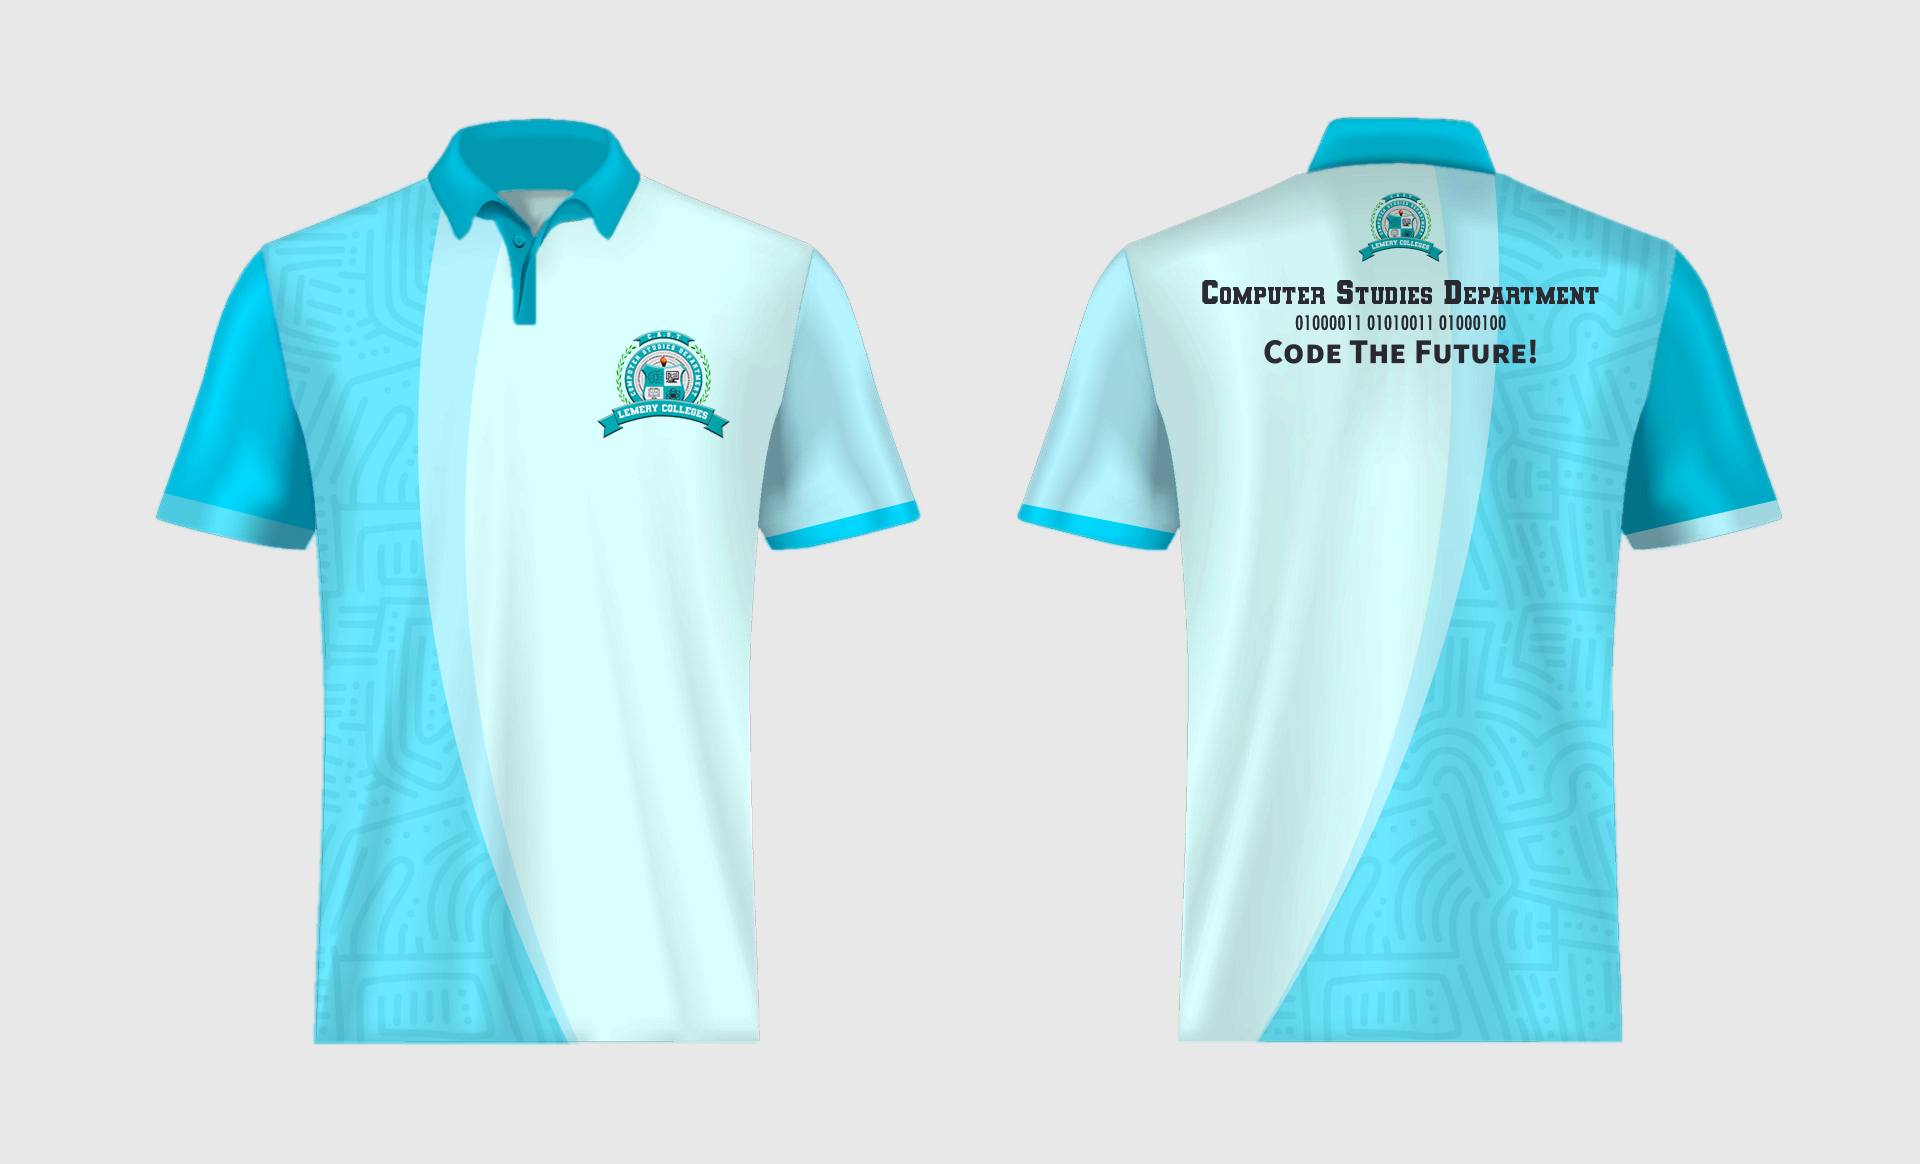 C.A.S.T
COMPUTER STUDIES DEPARTMENT
LEMERY COLLEGES
C.A.S.T
COMPUTER STUDIES DEPARTMENT
LEMERY COLLEGES
Computer Studies Department
01000011 01010011 01000100
Code The Future!